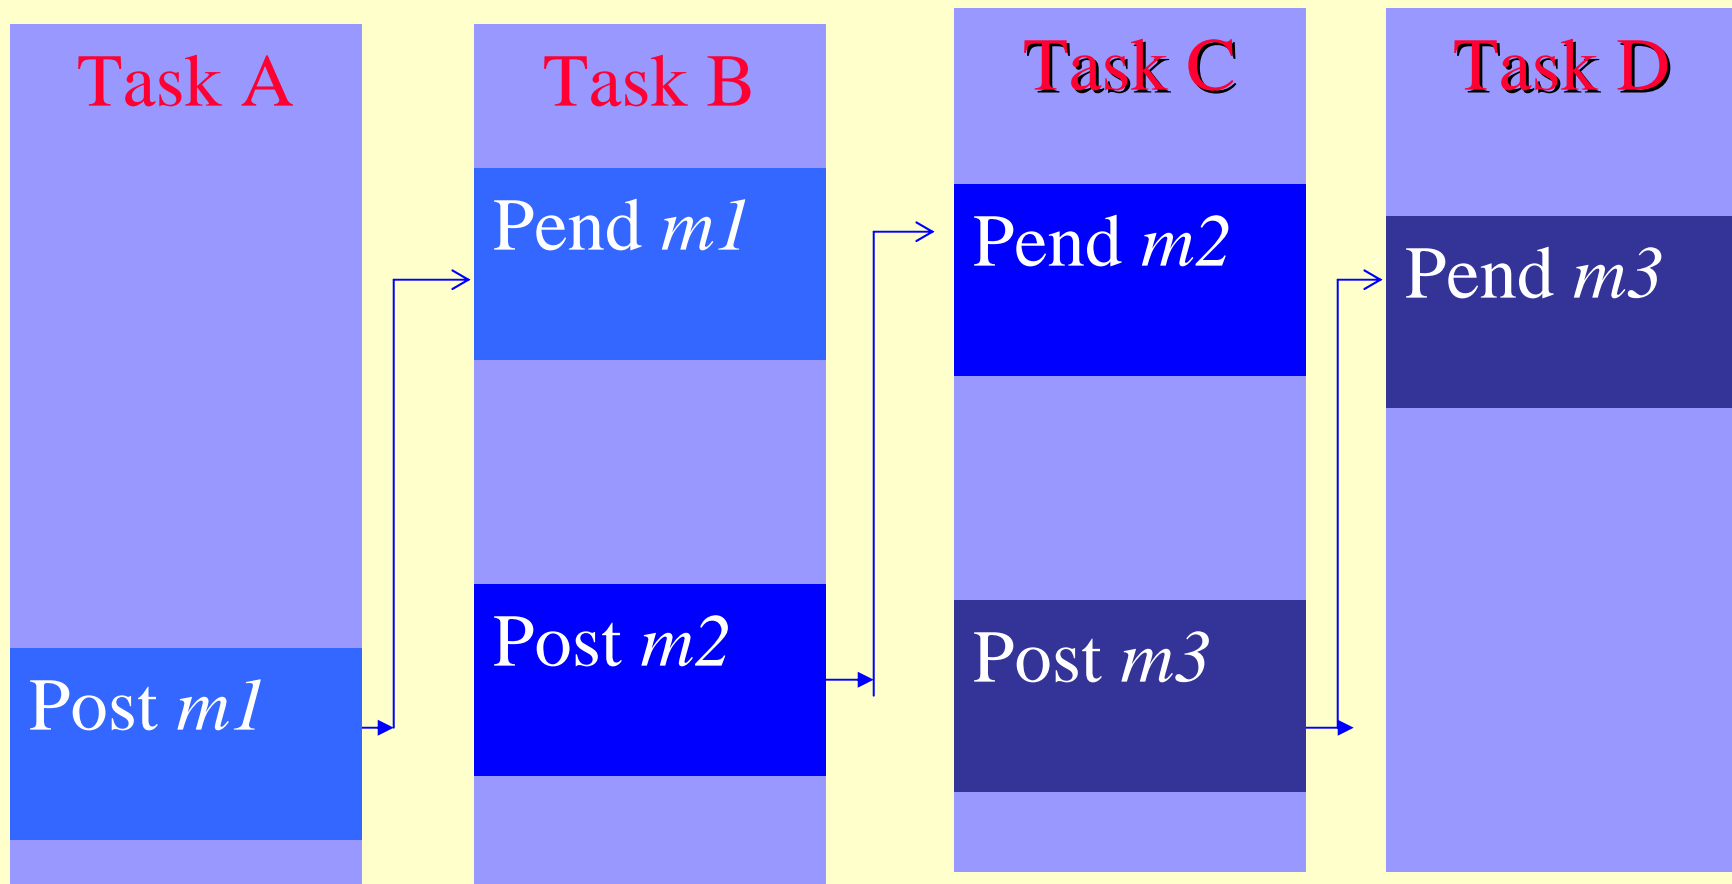 Task A
Post m1
Task B
Pend m1
Post m2
Task C
Pend m2
Post m3
Task D
Pend m3